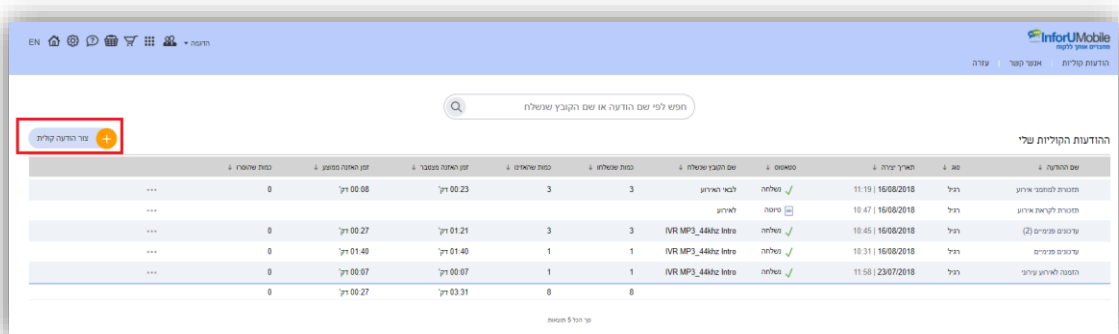 InforUMobile
מחברים אותך ללקוח
הדגמה
EN
הודעות קוליות | אנשי קשר | עזרה
חפש לפי שם הודעה או שם הקובץ שנשלח
ההודעות הקוליות שלי
צור הודעה קולית
שם ההודעה סוג תאריך יצירה סטאטוס שם הקובץ שנשלח כמות שנשלחו כמות שהאזינו זמן האזנה מצטבר זמן האזנה ממוצע כמות שהוסרו
תזכורת למוזמני אירוע רגיל 16/08/2018 | 11:19 נשלחה לבאי האירוע 3 3 00:23 דק' 00:08 דק' 0
תזכורת לקראת אירוע רגיל 16/08/2018 | 10:47 טיוטה לאירוע
עדכונים פנימיים (2) רגיל 16/08/2018 | 10:45 נשלחה IVR MP3_44khz Intro 3 3 01:21 דק' 00:27 דק' 0
עדכונים פנימיים רגיל 16/08/2018 | 10:31 נשלחה IVR MP3_44khz Intro 1 1 01:40 דק' 01:40 דק' 0
הזמנה לאירוע עירוני רגיל 23/07/2018 | 11:58 נשלחה IVR MP3_44khz Intro 1 1 00:07 דק' 00:07 דק' 0
8 8 03:31 דק' 00:27 דק' 0
סך הכל 5 תוצאות